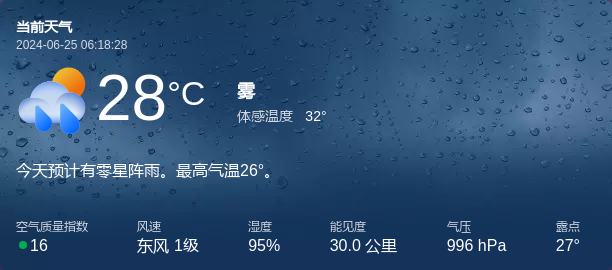 当前天气
2024-06-25 06:18:28
28°C
雾
体感温度 32°
今天预计有零星阵雨。最高气温26°。
空气质量指数 风速 湿度 能见度 气压 露点
16 东风 1级 95% 30.0 公里 996 hPa 27°